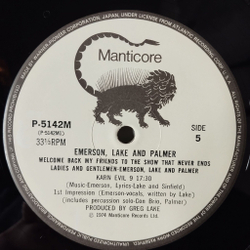 Manticore
P-5142M
(P-5142M1)
33⅓RPM
SIDE
5
EMERSON, LAKE AND PALMER
WELCOME BACK MY FRIENDS TO THE SHOW THAT NEVER ENDS
LADIES AND GENTLEMEN-EMERSON, LAKE AND PALMER
KARN EVIL 9 17:30
(Music-Emerson, Lyrics-Lake and Sinfield)
1st Impression (Emerson-vocals, written by Lake)
(includes percussion solo-Con Brio, Palmer)
PRODUCED BY GREG LAKE
℗ 1974 Manticore Records Ltd.